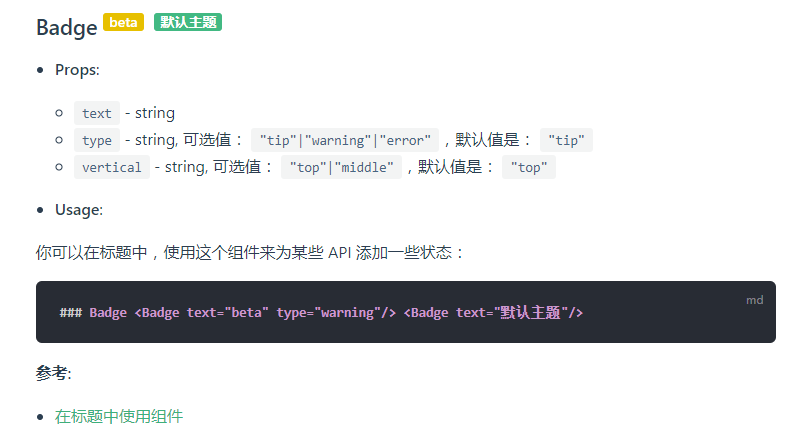 Badge beta 默认主题
• Props:
text - string
type - string, 可选值： "tip"|"warning"|"error" ，默认值是： "tip"
vertical - string, 可选值： "top"|"middle" ，默认值是： "top"
• Usage:
你可以在标题中，使用这个组件来为某些 API 添加一些状态：
md
### Badge <Badge text="beta" type="warning"/> <Badge text="默认主题"/>
参考:
• 在标题中使用组件